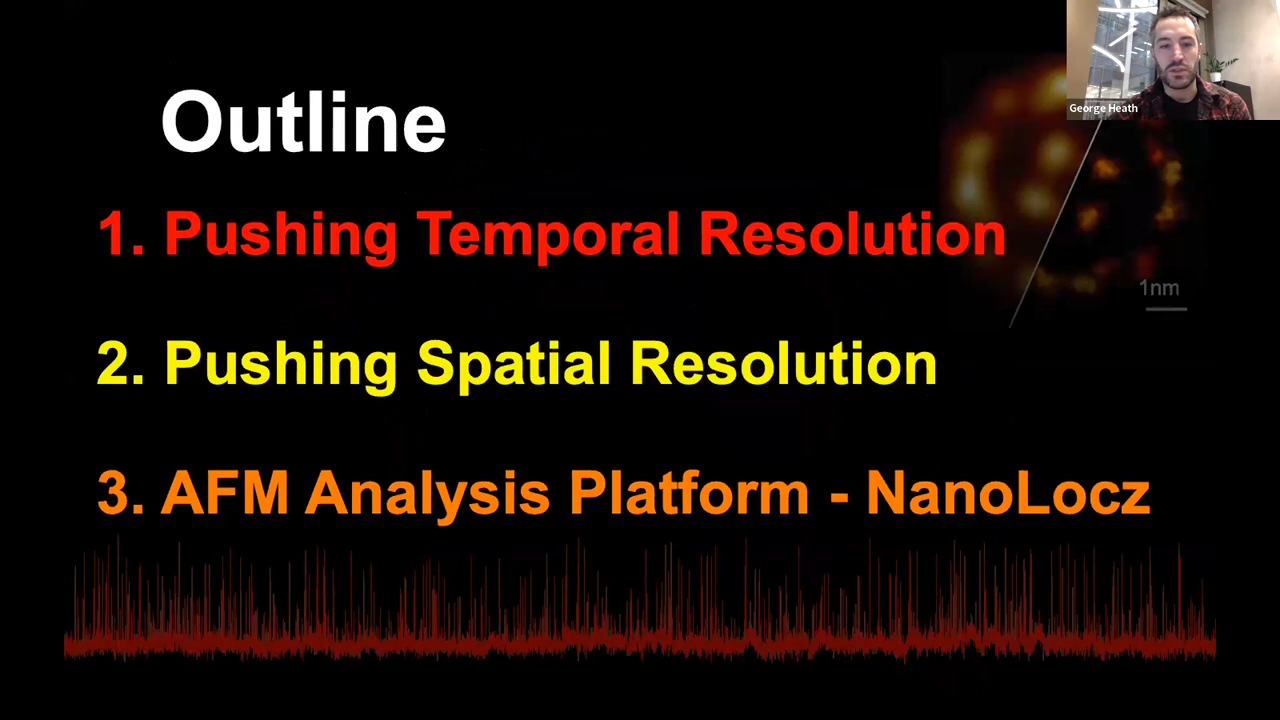 George Heath
Outline
1. Pushing Temporal Resolution
1nm
2. Pushing Spatial Resolution
3. AFM Analysis Platform - NanoLocz